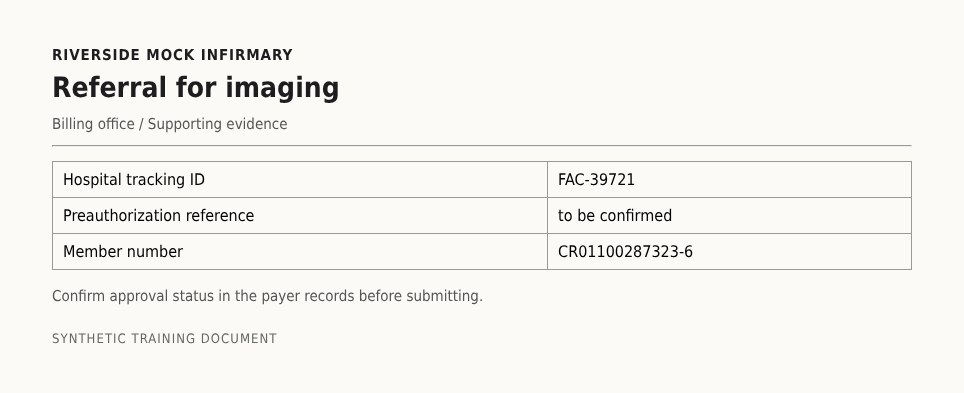 RIVERSIDE MOCK INFIRMARY
Referral for imaging
Billing office / Supporting evidence
Hospital tracking ID FAC-39721
Preauthorization reference to be confirmed
Member number CR01100287323-6
Confirm approval status in the payer records before submitting.
SYNTHETIC TRAINING DOCUMENT